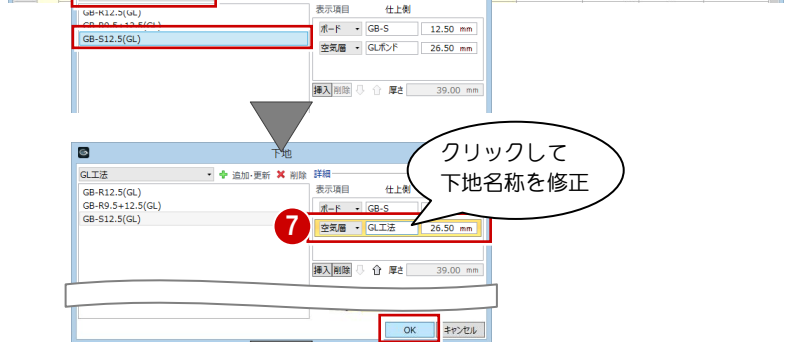 GB-R12.5(GL)
GB-R9.5+12.5(GL)
GB-S12.5(GL)
表示項目 仕上側
ボード GB-S 12.50 mm
空気層 GLボンド 26.50 mm
挿入 削除 厚さ 39.00 mm
下地
GL工法 追加・更新 削除
GB-R12.5(GL)
GB-R9.5+12.5(GL)
GB-S12.5(GL)
詳細
表示項目 仕上側
ボード GB-S
7
空気層 GL工法 26.50 mm
挿入 削除 厚さ 39.00 mm
クリックして
下地名称を修正
OK キャンセル